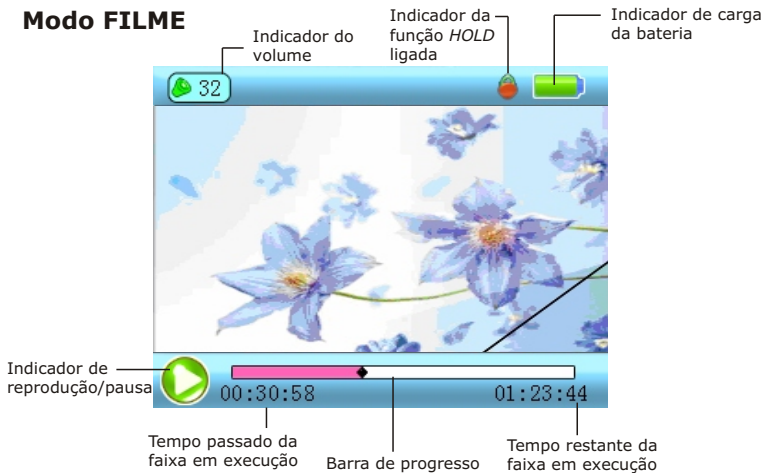 Modo FILME
Indicador do
volume
Indicador da
função HOLD
ligada
Indicador de carga
da bateria
32
Indicador de
reprodução/pausa
00:30:58
01:23:44
Tempo passado da
faixa em execução
Barra de progresso
Tempo restante da
faixa em execução